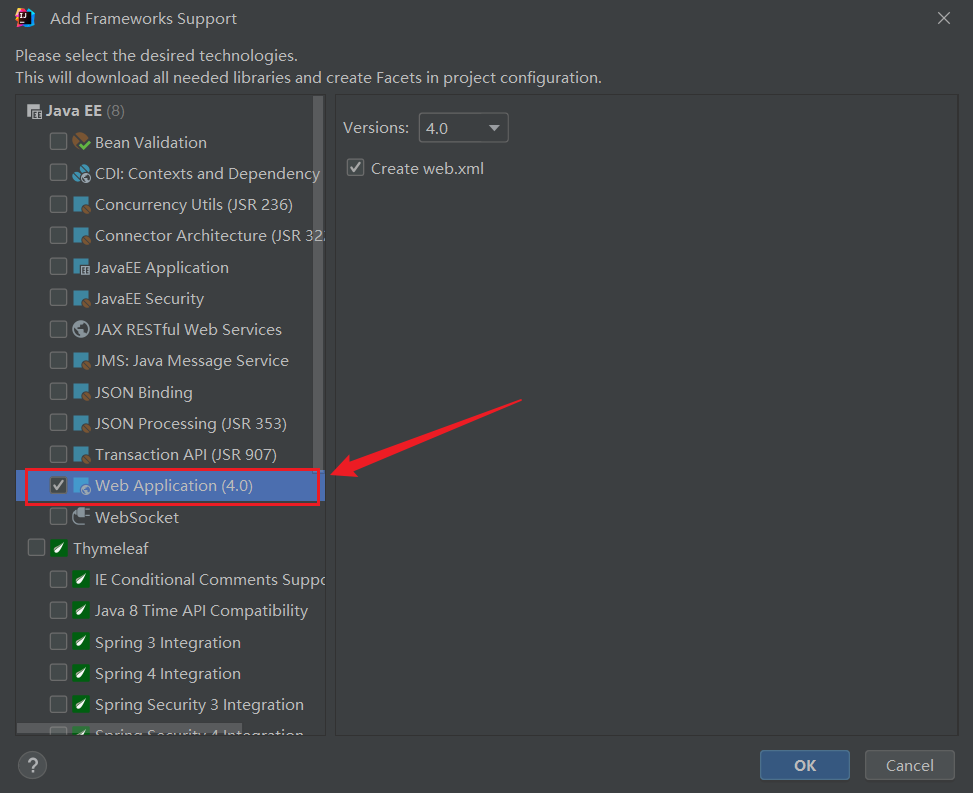 Add Frameworks Support
Please select the desired technologies.
This will download all needed libraries and create Facets in project configuration.
Java EE (8)
Bean Validation
CDI: Contexts and Dependency
Concurrency Utils (JSR 236)
Connector Architecture (JSR 32
JavaEE Application
JavaEE Security
JAX RESTful Web Services
JMS: Java Message Service
JSON Binding
JSON Processing (JSR 353)
Transaction API (JSR 907)
Web Application (4.0)
WebSocket
Thymeleaf
IE Conditional Comments Suppo
Java 8 Time API Compatibility
Spring 3 Integration
Spring 4 Integration
Spring Security 3 Integration
Spring Security 4 Integration
Versions: 4.0
Create web.xml
?
OK
Cancel